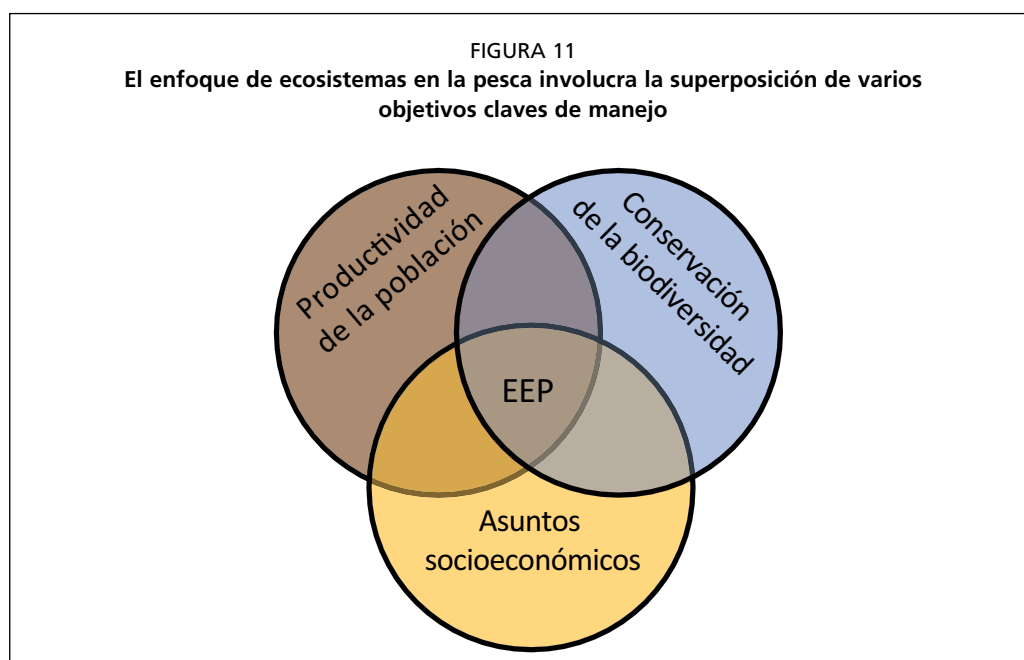 FIGURA 11
El enfoque de ecosistemas en la pesca involucra la superposición de varios
objetivos claves de manejo
Productividad
de la población
Conservación
de la biodiversidad
EEP
Asuntos
socioeconómicos